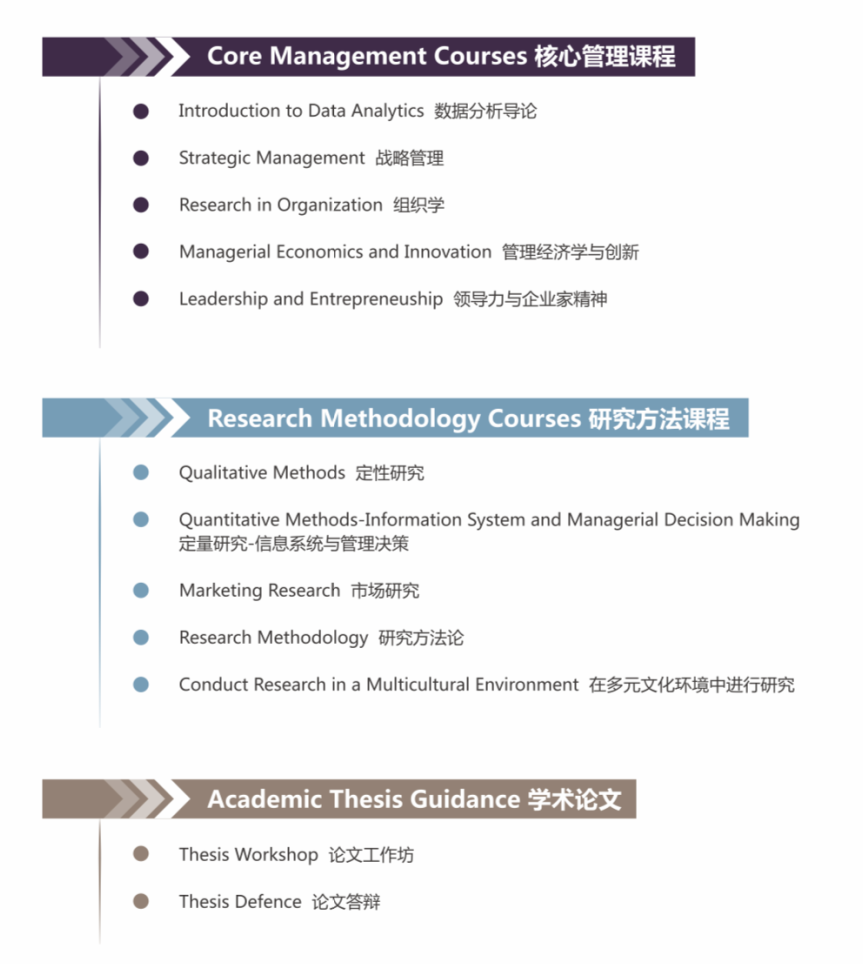 Core Management Courses 核心管理课程
Introduction to Data Analytics 数据分析导论
Strategic Management 战略管理
Research in Organization 组织学
Managerial Economics and Innovation 管理经济学与创新
Leadership and Entrepreneuship 领导力与企业家精神
Research Methodology Courses 研究方法课程
Qualitative Methods 定性研究
Quantitative Methods-Information System and Managerial Decision Making
定量研究-信息系统与管理决策
Marketing Research 市场研究
Research Methodology 研究方法论
Conduct Research in a Multicultural Environment 在多元文化环境中进行研究
Academic Thesis Guidance 学术论文
Thesis Workshop 论文工作坊
Thesis Defence 论文答辩